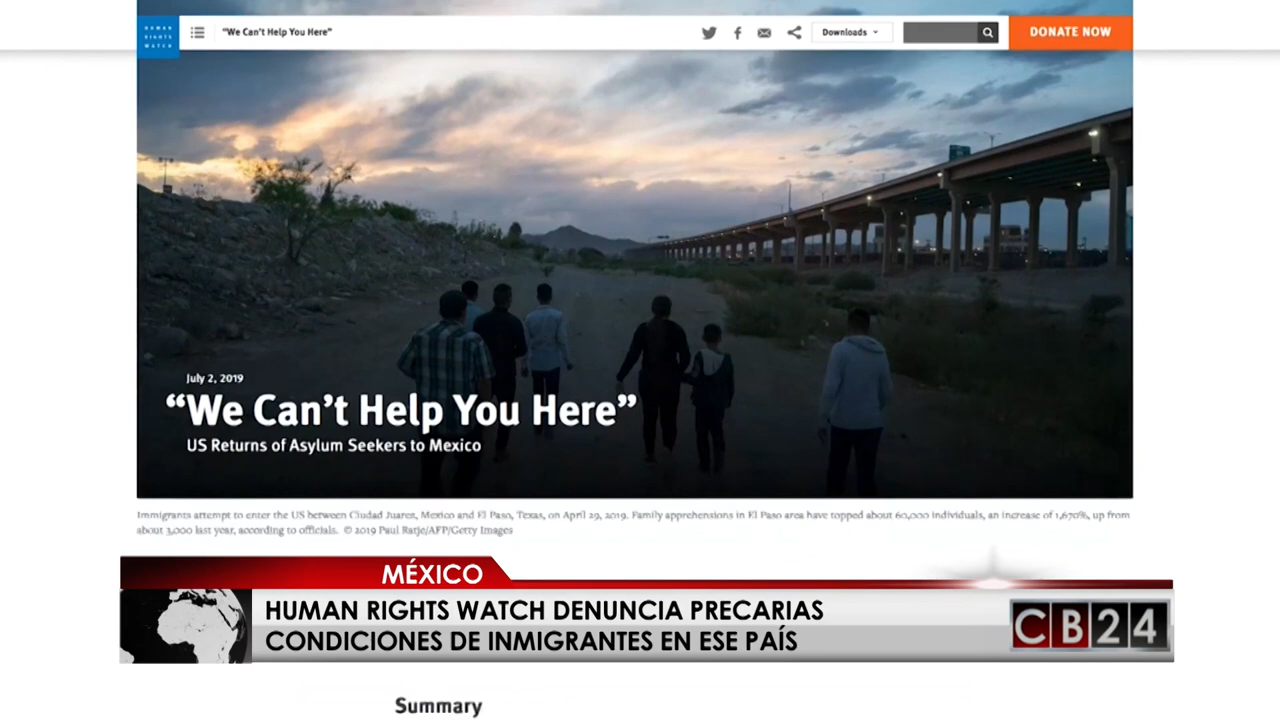 HUMAN
RIGHTS
WATCH
“We Can’t Help You Here”
Downloads
DONATE NOW
July 2, 2019
“We Can’t Help You Here”
US Returns of Asylum Seekers to Mexico
Immigrants attempt to enter the US between Ciudad Juarez, Mexico and El Paso, Texas, on April 29, 2019. Family apprehensions in El Paso area have topped about 60,000 individuals, an increase of 1,670%, up from
about 3,000 last year, according to officials. © 2019 Paul Ratje/AFP/Getty Images
MÉXICO
HUMAN RIGHTS WATCH DENUNCIA PRECARIAS
CONDICIONES DE INMIGRANTES EN ESE PAÍS
CB24
Summary